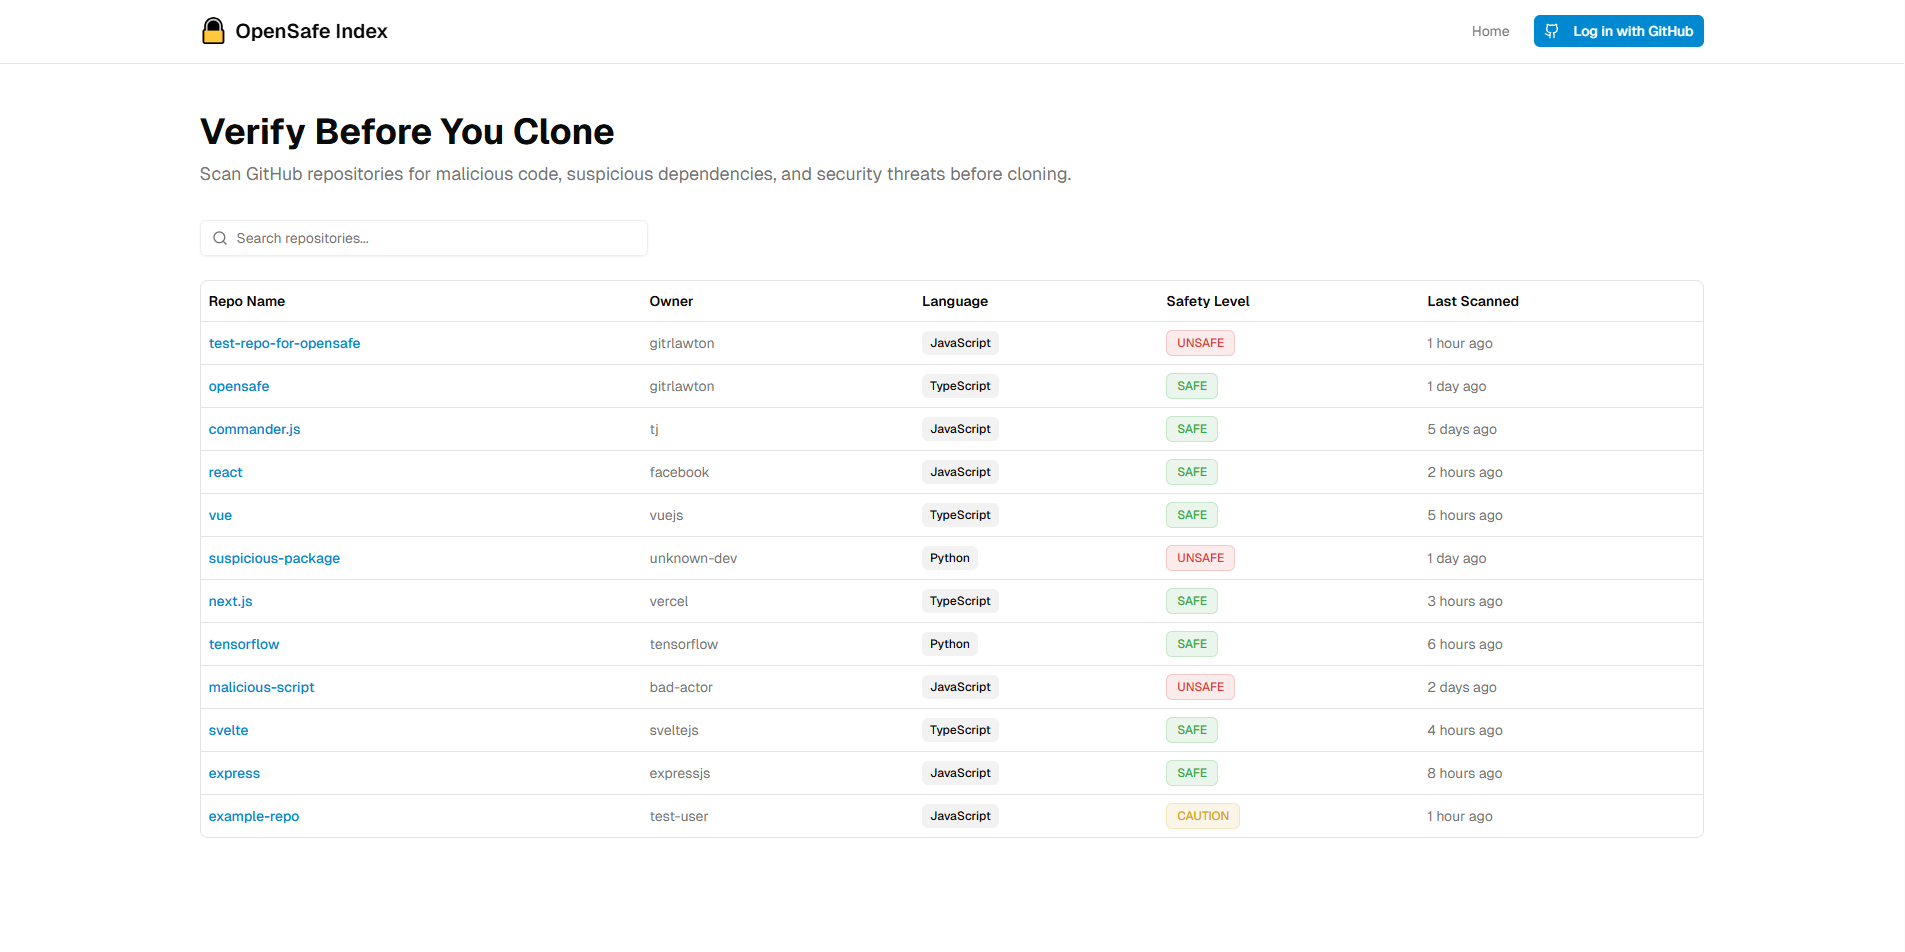 OpenSafe Index
Home
Log in with GitHub
Verify Before You Clone
Scan GitHub repositories for malicious code, suspicious dependencies, and security threats before cloning.
Search repositories...
Repo Name Owner Language Safety Level Last Scanned
test-repo-for-opensafe gitrlawton JavaScript UNSAFE 1 hour ago
opensafe gitrlawton TypeScript SAFE 1 day ago
commander.js tj JavaScript SAFE 5 days ago
react facebook JavaScript SAFE 2 hours ago
vue vuejs TypeScript SAFE 5 hours ago
suspicious-package unknown-dev Python UNSAFE 1 day ago
next.js vercel TypeScript SAFE 3 hours ago
tensorflow tensorflow Python SAFE 6 hours ago
malicious-script bad-actor JavaScript UNSAFE 2 days ago
svelte sveltejs TypeScript SAFE 4 hours ago
express expressjs JavaScript SAFE 8 hours ago
example-repo test-user JavaScript CAUTION 1 hour ago